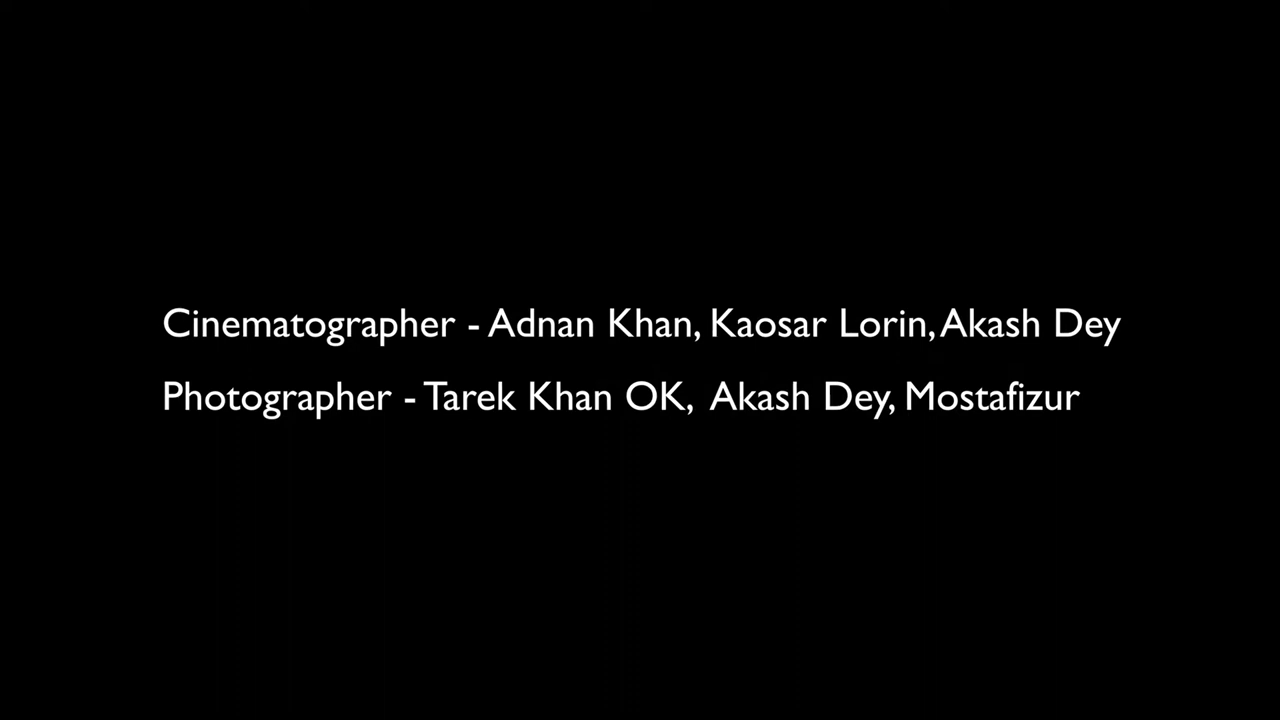 Cinematographer - Adnan Khan, Kaosar Lorin, Akash Dey
Photographer - Tarek Khan OK, Akash Dey, Mostafizur